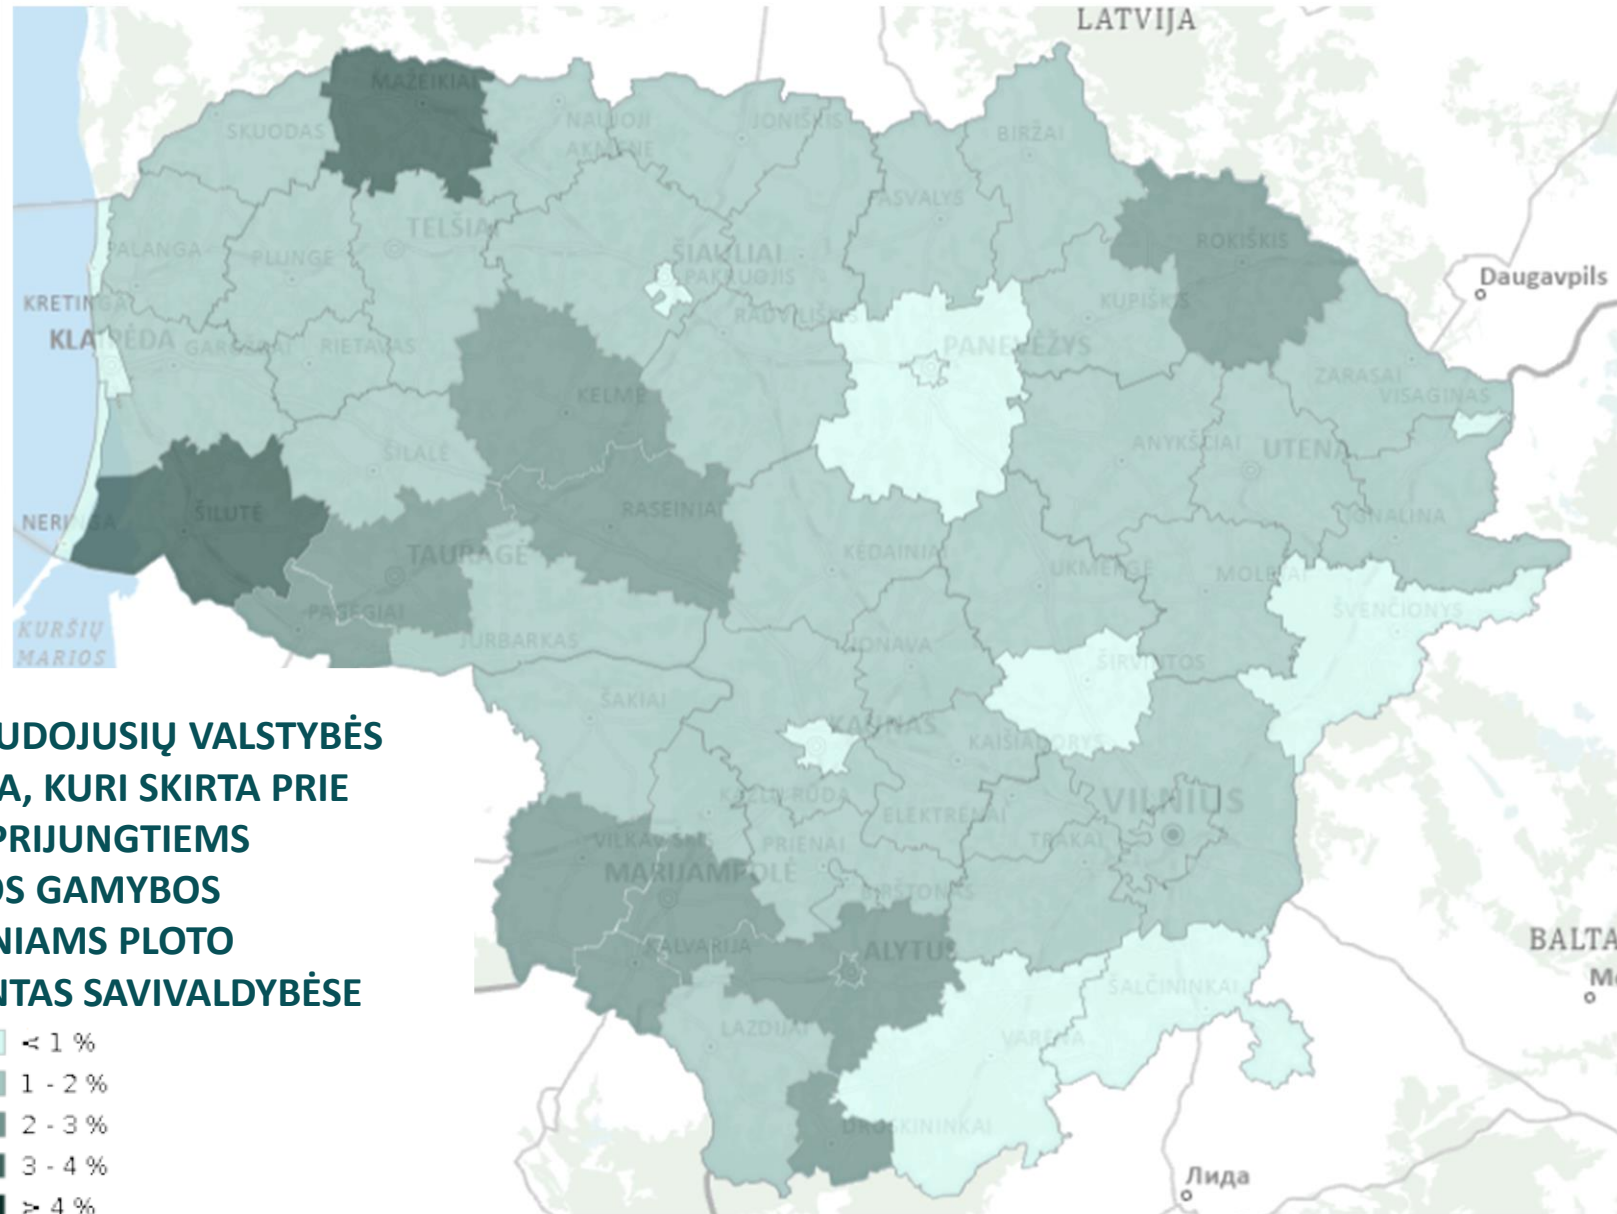 LATVIJA
MAŽEIKIAI
SKUODAS
NAUJOJI
AKMENĖ
JONIŠKIS
BIRŽAI
PASVALYS
PALANGA
PLUNGĖ
TELŠIAI
ŠIAULIAI
PAKRUOJIS
ROKIŠKIS
Daugavpils
KRETINGA
KLAIPĖDA
GARGŽDAI
RIETAVAS
RADVILIŠKIS
KUPIŠKIS
PANEVĖŽYS
ZARASAI
VISAGINAS
KELMĖ
ŠILALĖ
ANYKŠČIAI
UTENA
NERINGA
ŠILUTĖ
RASEINIAI
IGNALINA
TAURAGĖ
KĖDAINIAI
UKMERGĖ
MOLĖTAI
PAGĖGIAI
ŠVENČIONYS
KURŠIŲ
MARIOS
JURBARKAS
JONAVA
ŠIRVINTOS
ŠAKIAI
KAUNAS
KAIŠIADORYS
UDOJUSIŲ VALSTYBĖS
A, KURI SKIRTA PRIE
PRIJUNGTIEMS
OS GAMYBOS
NIAMS PLOTO
NTAS SAVIVALDYBĖSE
KAZLŲ RŪDA
ELEKTRĖNAI
VILNIUS
VILKAVIŠKIS
PRIENAI
TRAKAI
MARIJAMPOLĖ
BIRŠTONAS
KALVARIJA
ALYTUS
BALTA
ŠALČININKAI
LAZDIJAI
VARĖNA
DRUSKININKAI
Лида
< 1 %
1 - 2 %
2 - 3 %
3 - 4 %
> 4 %